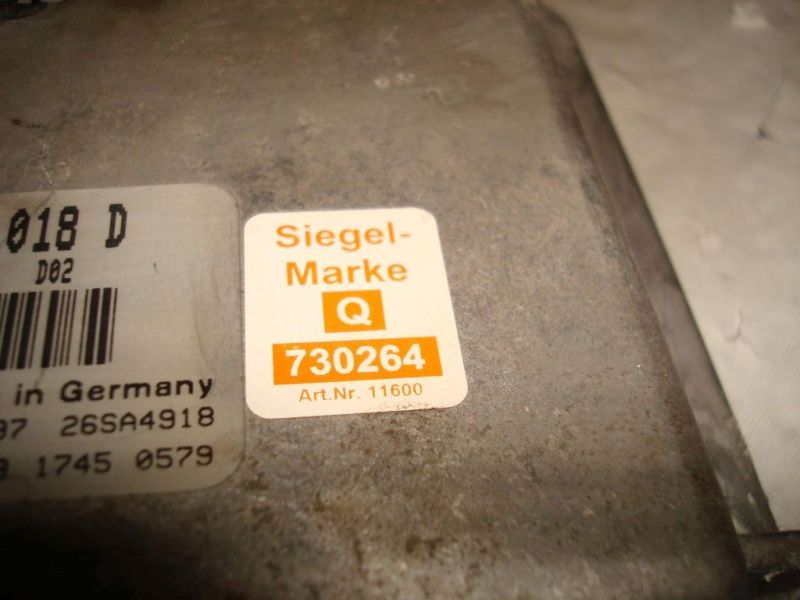 018 D
D02
in Germany
26SA4918
1745 0579
Siegel-
Marke
Q
730264
Art.Nr. 11600